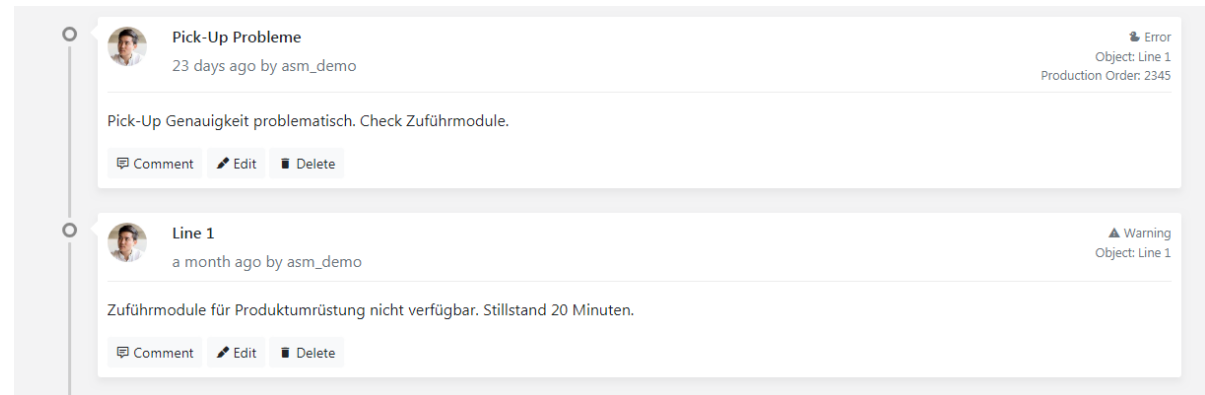 Pick-Up Probleme
Error
23 days ago by asm_demo
Object: Line 1
Production Order: 2345
Pick-Up Genauigkeit problematisch. Check Zuführmodule.
Comment Edit Delete
Line 1
Warning
a month ago by asm_demo
Object: Line 1
Zuführmodule für Produktumrüstung nicht verfügbar. Stillstand 20 Minuten.
Comment Edit Delete